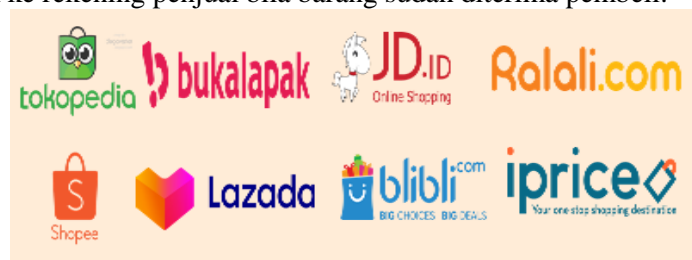 ke rekening penjual bila barang sudah diterima pembeli.
tokopedia
bukalapak
JD.ID
Online Shopping
Ralali.com
S
Shopee
Lazada
blibli.com
BIG CHOICES BIG DEALS
iprice
Your one stop shopping destination